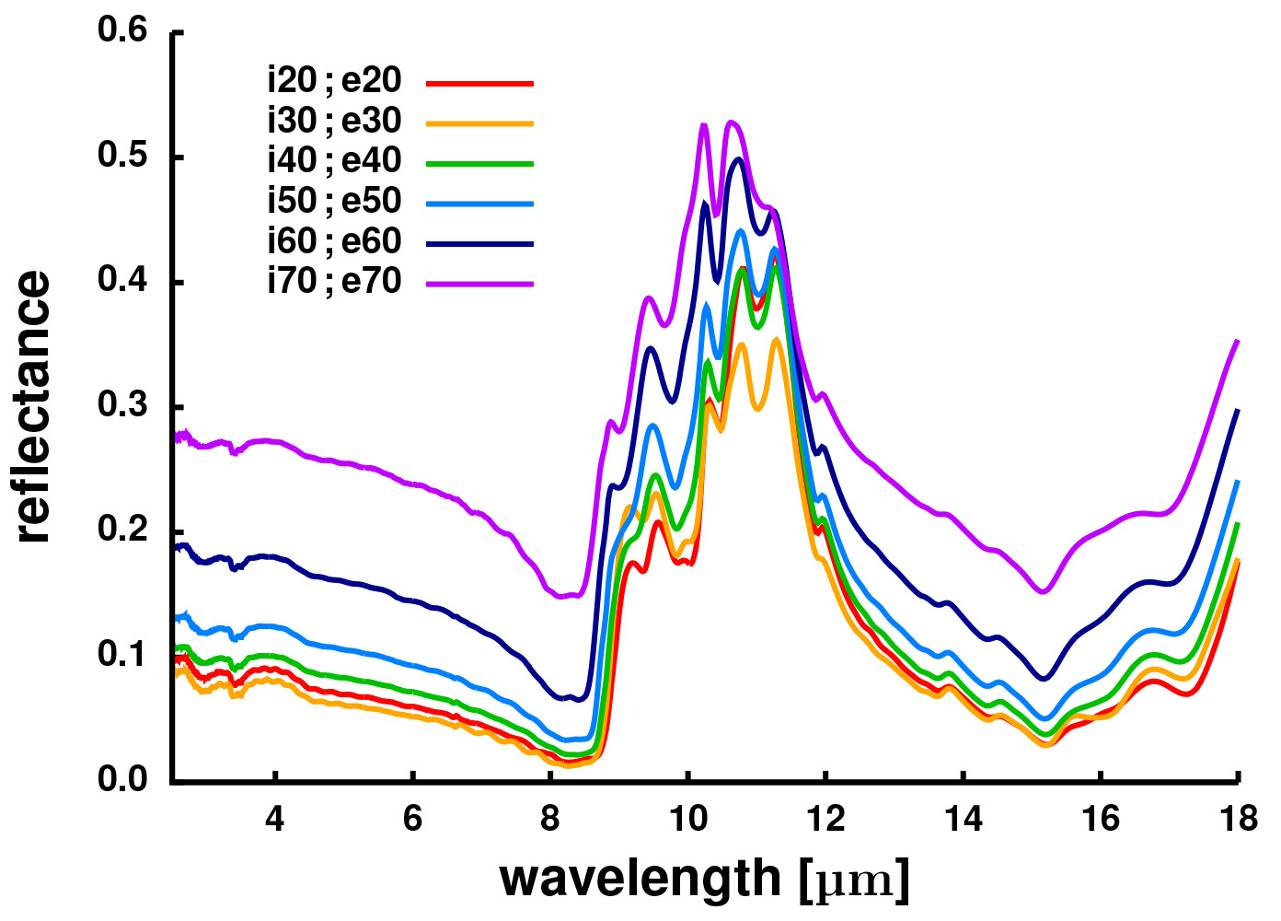 0.6
0.5
0.4
0.3
0.2
0.1
0.0
reflectance
i20 ; e20
i30 ; e30
i40 ; e40
i50 ; e50
i60 ; e60
i70 ; e70
4 6 8 10 12 14 16 18
wavelength [µm]